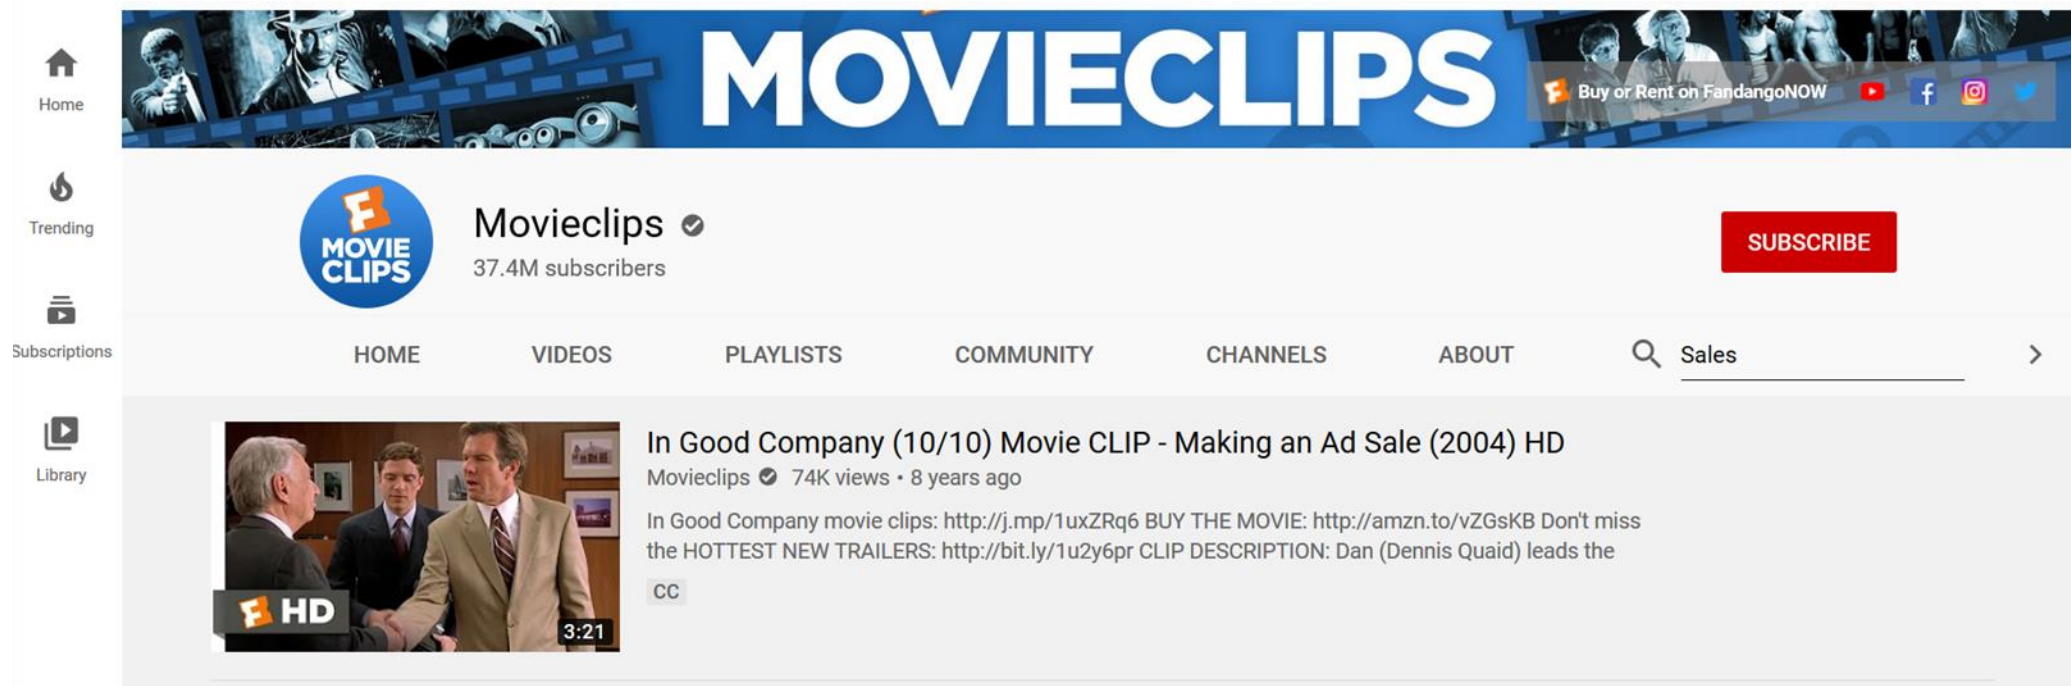 MOVIECLIPS
Buy or Rent on FandangoNOW
Home
Trending
Subscriptions
Library
MOVIE
CLIPS
Movieclips
37.4M subscribers
SUBSCRIBE
HOME VIDEOS PLAYLISTS COMMUNITY CHANNELS ABOUT Sales
HD
3:21
In Good Company (10/10) Movie CLIP - Making an Ad Sale (2004) HD
Movieclips 74K views • 8 years ago
In Good Company movie clips: http://j.mp/1uxZRq6 BUY THE MOVIE: http://amzn.to/vZGsKB Don't miss
the HOTTEST NEW TRAILERS: http://bit.ly/1u2y6pr CLIP DESCRIPTION: Dan (Dennis Quaid) leads the
CC